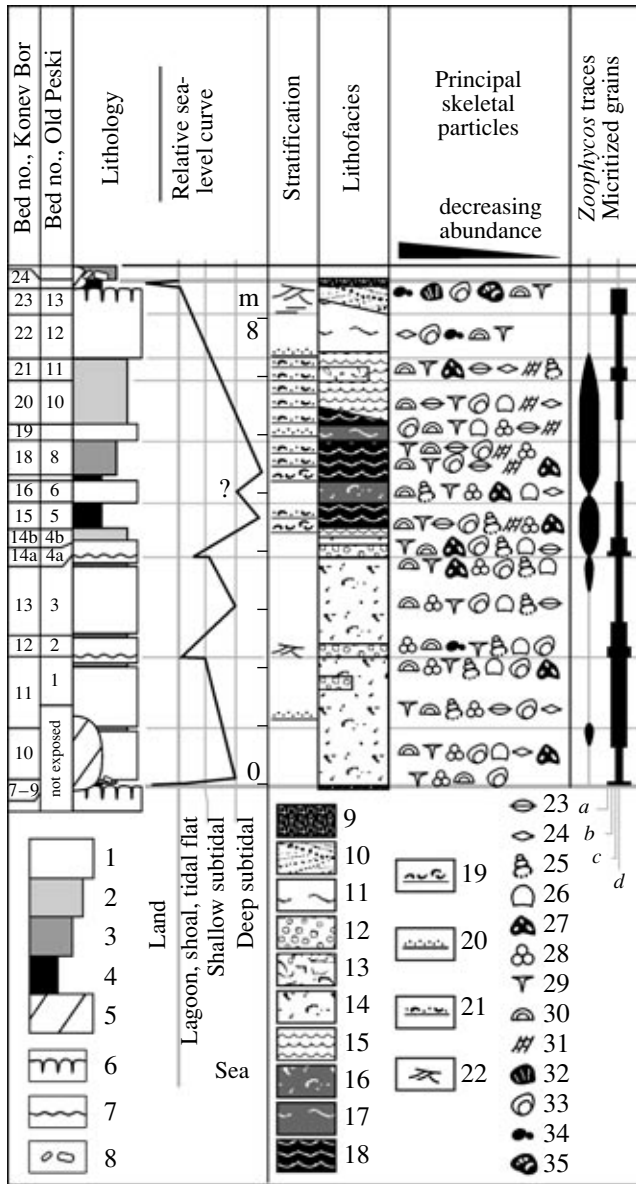 Bed no., Konev Bor
Bed no., Old Peski
Lithology
Relative sea-
level curve
Stratification
Lithofacies
Principal
skeletal
particles
decreasing
abundance
Zoophycos traces
Micritized grains
24
23 13
22 12
21 11
20 10
19
18 8
16 6
15 5
14b 4b
14a 4a
13 3
12 2
11 1
10
7–9
not exposed
m
8
?
0
Land
Lagoon, shoal, tidal flat
Shallow subtidal
Deep subtidal
Sea
1
2
3
4
5
6
7
8
9
10
11
12
13
14
15
16
17
18
19
20
21
22
23
24
25
26
27
28
29
30
31
32
33
34
35
a
b
c
d